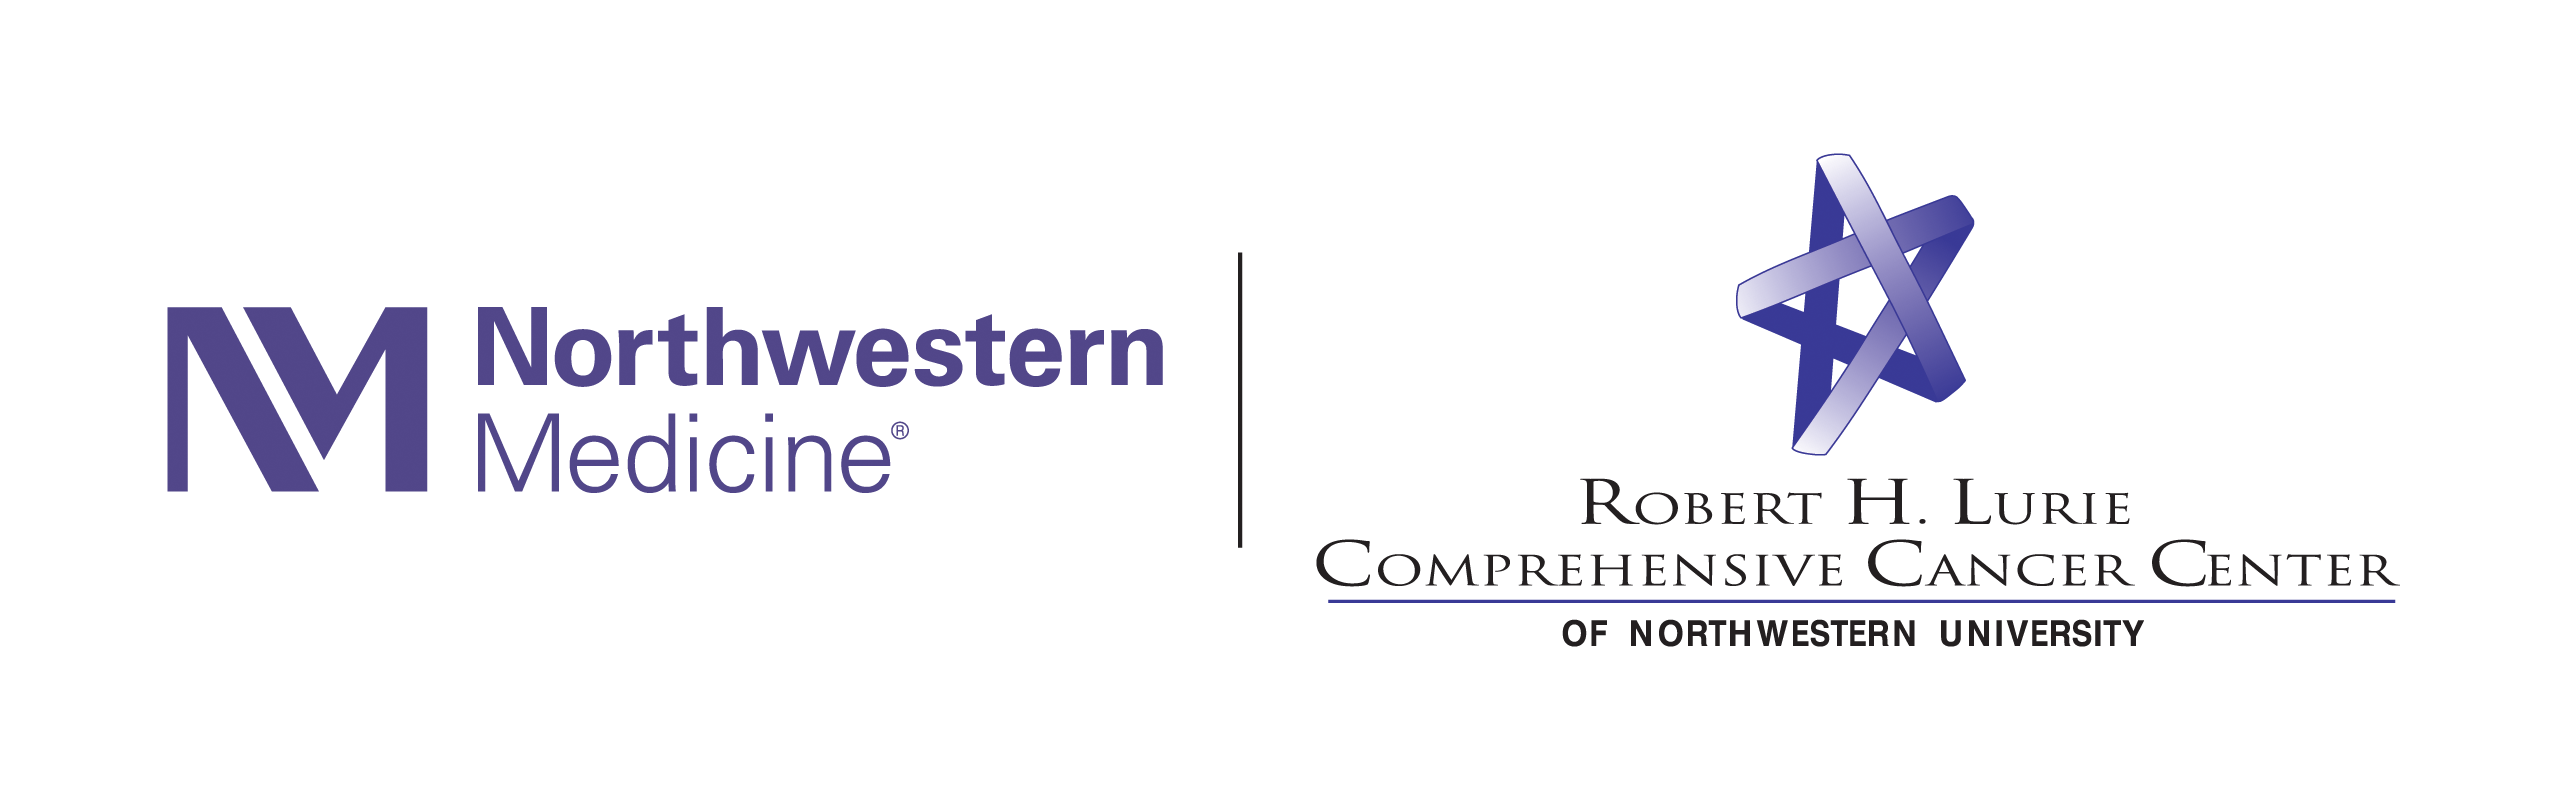 Northwestern
Medicine®
ROBERT H. LURIE
COMPREHENSIVE CANCER CENTER
OF NORTHWESTERN UNIVERSITY